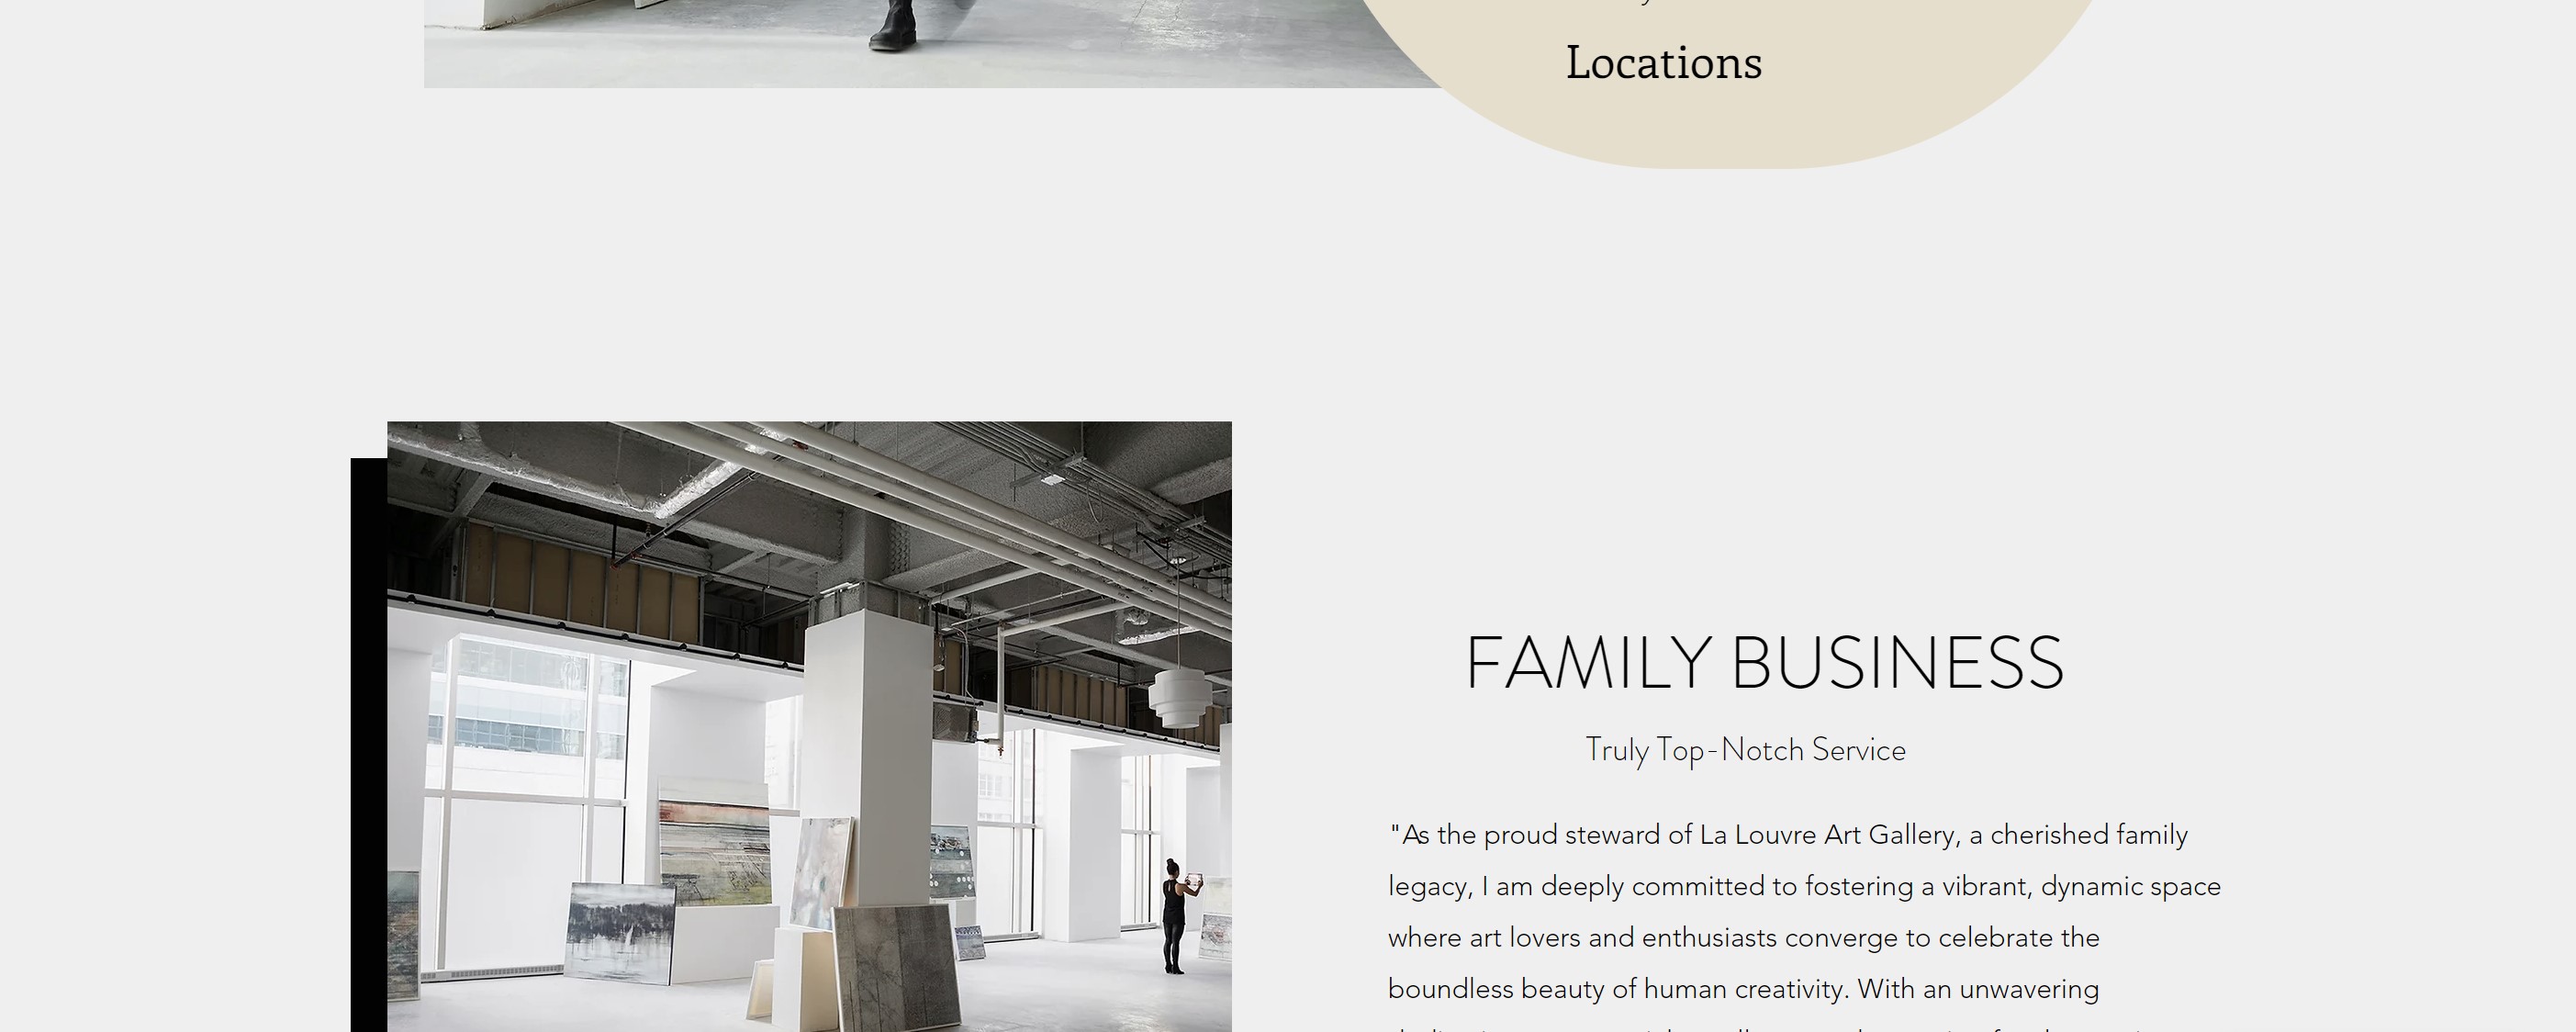 Locations
FAMILY BUSINESS
Truly Top-Notch Service
"As the proud steward of La Louvre Art Gallery, a cherished family
legacy, I am deeply committed to fostering a vibrant, dynamic space
where art lovers and enthusiasts converge to celebrate the
boundless beauty of human creativity. With an unwavering